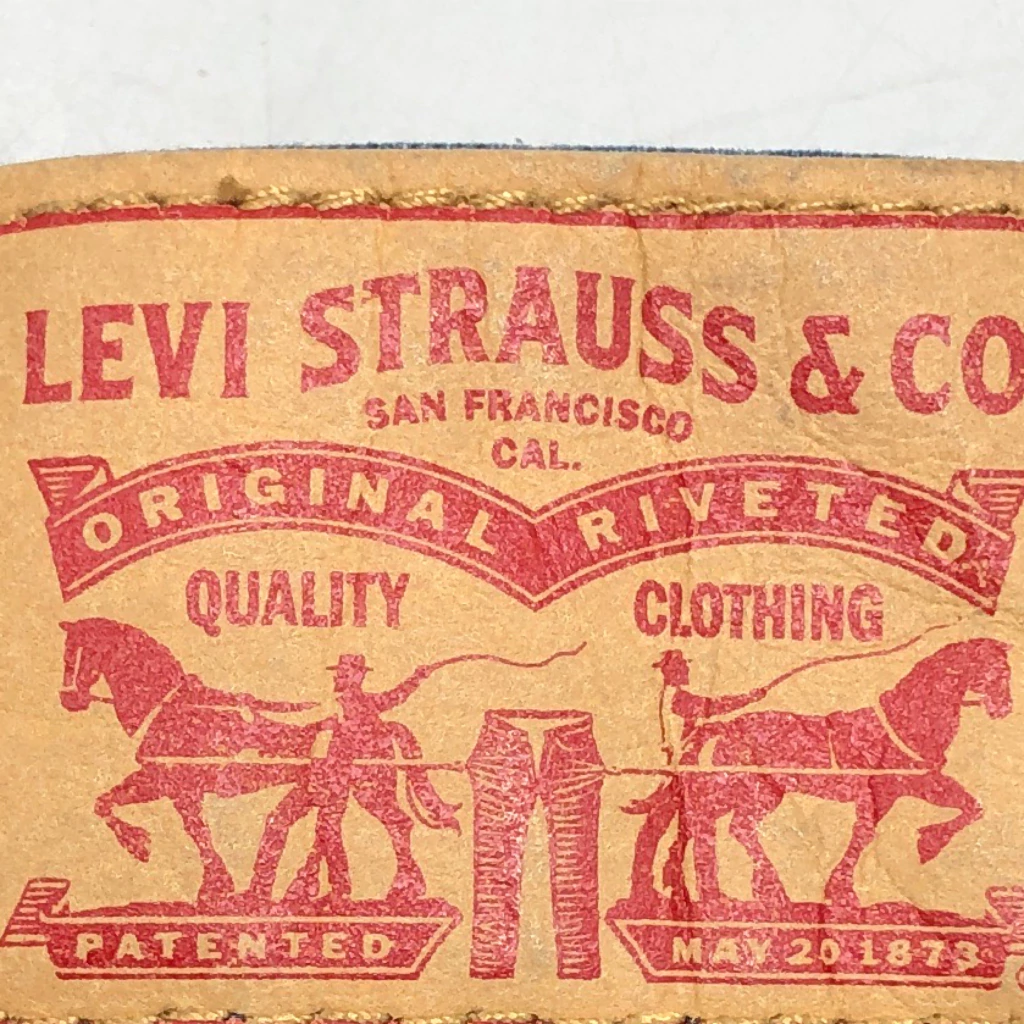 LEVI STRAUSS & CO
SAN FRANCISCO
CAL.
ORIGINAL RIVETED
QUALITY CLOTHING
PATENTED MAY 20 1873